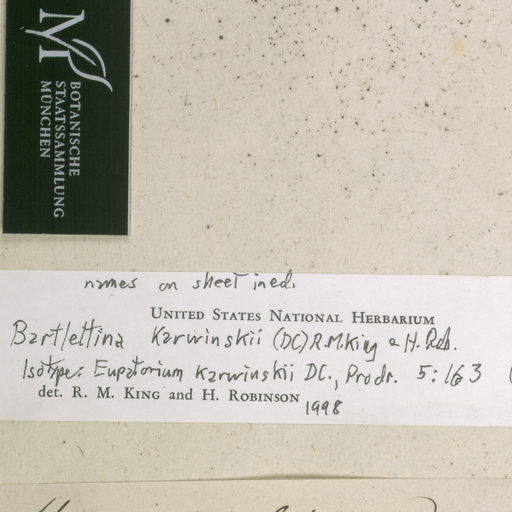 M
BOTANISCHE
STAATSSAMMLUNG
MÜNCHEN
names on sheet ined.
UNITED STATES NATIONAL HERBARIUM
Bartlettina Karwinskii (DC) R.M.King & H. Rob.
Isotype: Eupatorium Karwinskii DC., Prodr. 5:163
det. R. M. KING and H. ROBINSON
1998